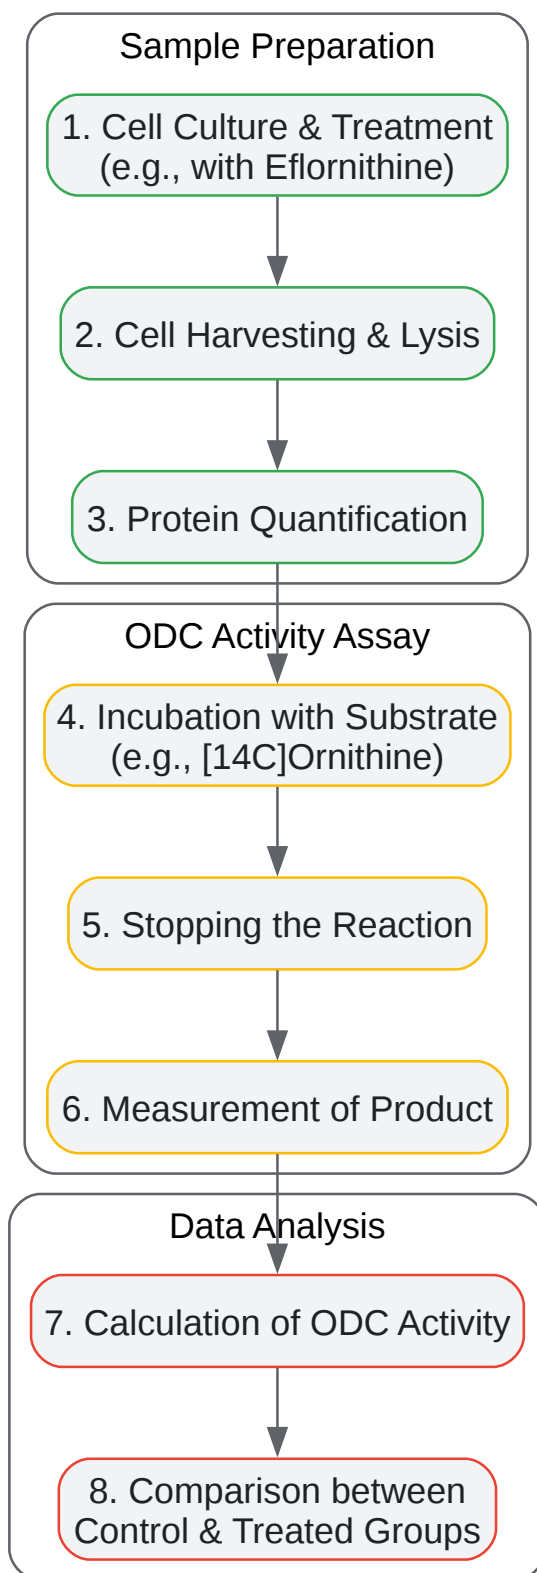 Sample Preparation
1. Cell Culture & Treatment
(e.g., with Eflornithine)
2. Cell Harvesting & Lysis
3. Protein Quantification
ODC Activity Assay
4. Incubation with Substrate
(e.g., [14C]Ornithine)
5. Stopping the Reaction
6. Measurement of Product
Data Analysis
7. Calculation of ODC Activity
8. Comparison between
Control & Treated Groups